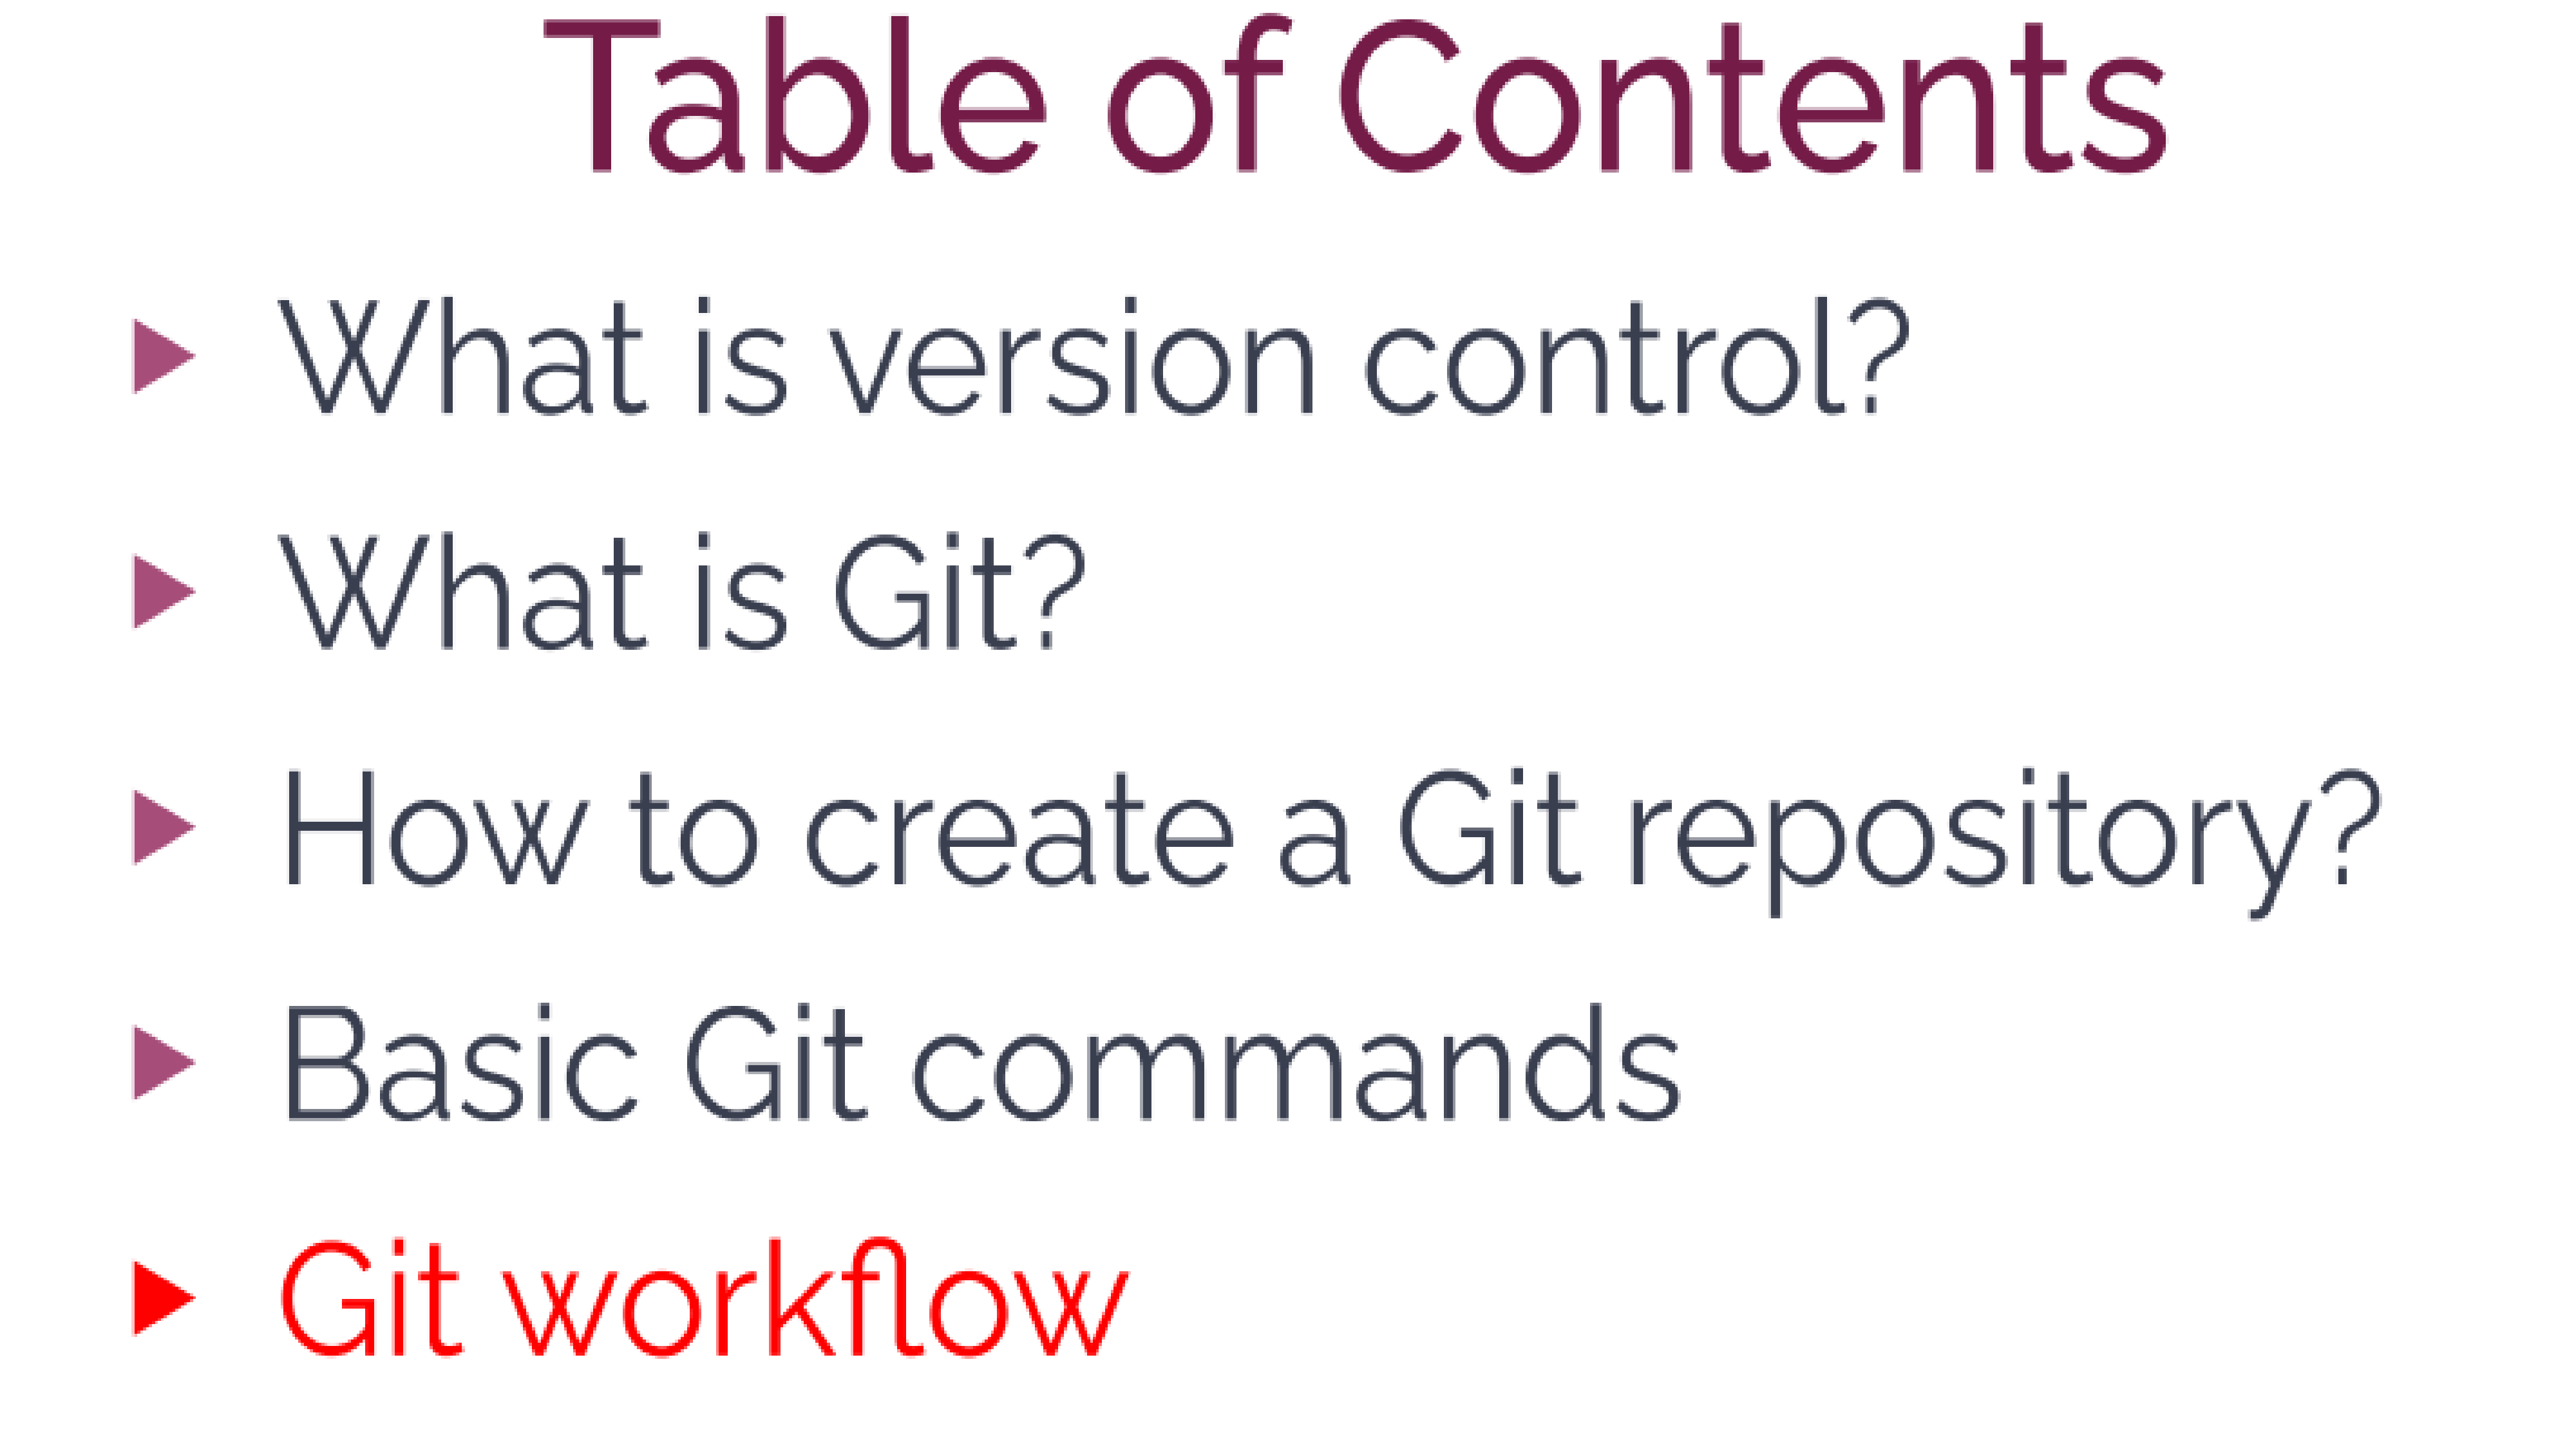 Table of Contents
What is version control?
What is Git?
How to create a Git repository?
Basic Git commands
Git workflow